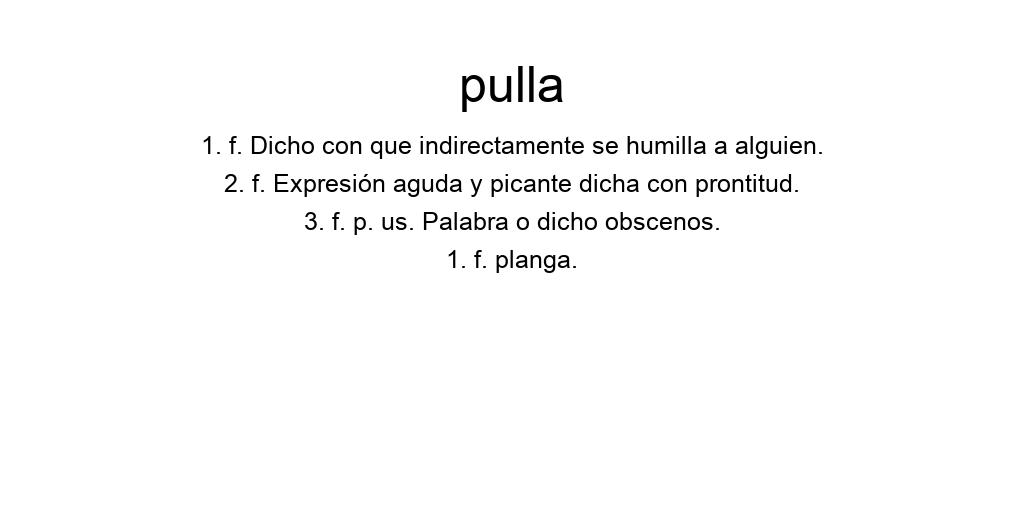 pulla
1. f. Dicho con que indirectamente se humilla a alguien.
2. f. Expresión aguda y picante dicha con prontitud.
3. f. p. us. Palabra o dicho obscenos.
1. f. planga.